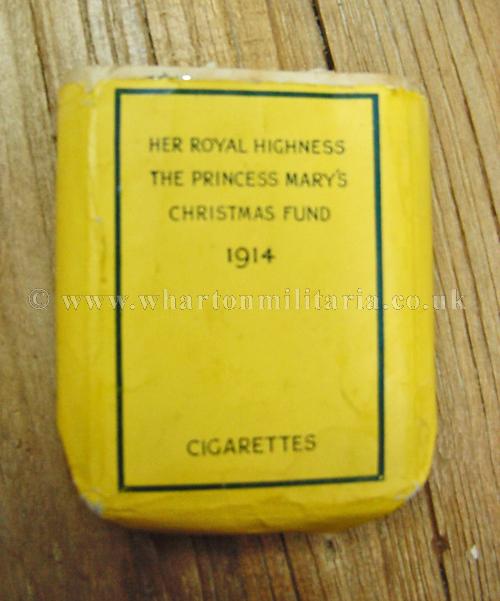 HER ROYAL HIGHNESS
THE PRINCESS MARY'S
CHRISTMAS FUND
1914
© www.whartonmilitaria.co.uk
CIGARETTES